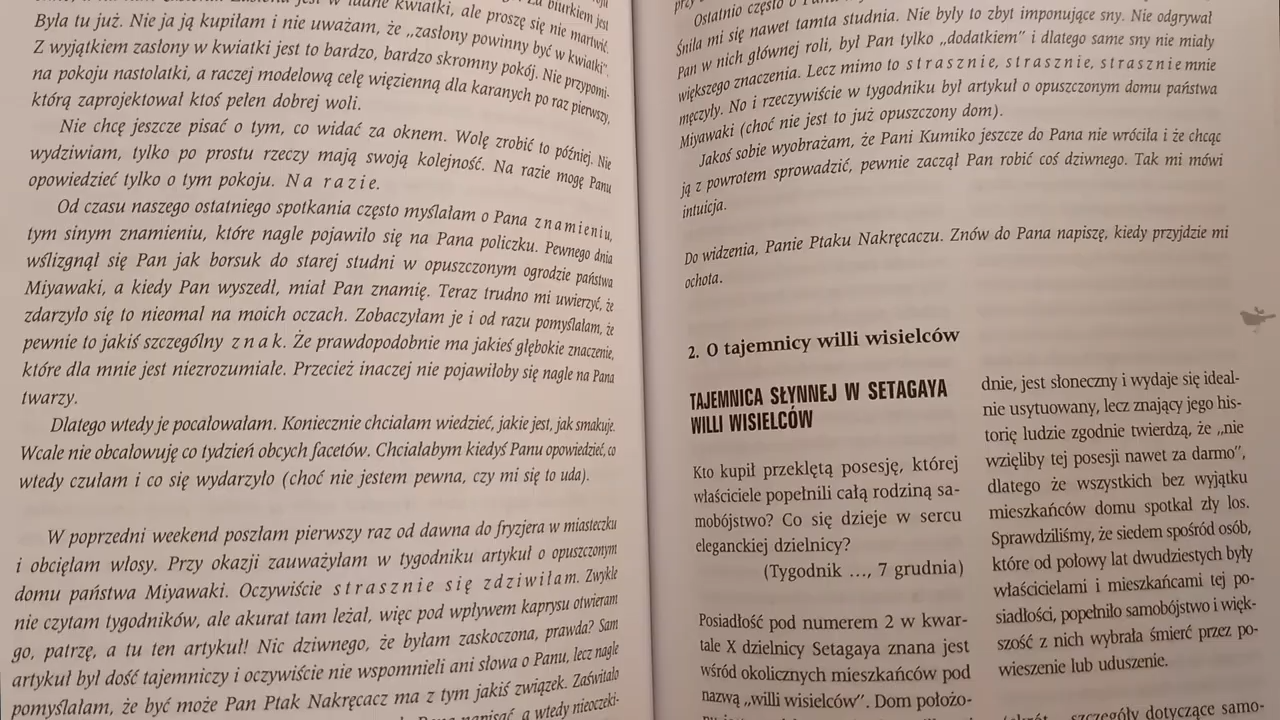 kwiatki, ale proszę się nie martwić.
Była tu już. Nie ja ją kupiłam i nie uważam, że „zasłony powinny być w kwiatki”.
Z wyjątkiem zasłony w kwiatki jest to bardzo, bardzo skromny pokój. Nie przypomi-
na pokoju nastolatki, a raczej modelową celę więzienną dla karanych po raz pierwszy,
którą zaprojektował ktoś pełen dobrej woli.
Nie chcę jeszcze pisać o tym, co widać za oknem. Wolę zrobić to później. Nie
wydziwiam, tylko po prostu rzeczy mają swoją kolejność. Na razie mogę Panu
opowiedzieć tylko o tym pokoju. Na razie.
Od czasu naszego ostatniego spotkania często myślałam o Pana znamieniu,
tym sinym znamieniu, które nagle pojawiło się na Pana policzku. Pewnego dnia
wślizgnął się Pan jak borsuk do starej studni w opuszczonym ogrodzie państwa
Miyawaki, a kiedy Pan wyszedł, miał Pan znamię. Teraz trudno mi uwierzyć, że
zdarzyło się to nieomal na moich oczach. Zobaczyłam je i od razu pomyślałam, że
pewnie to jakiś szczególny znak. Że prawdopodobnie ma jakieś głębokie znaczenie,
które dla mnie jest niezrozumiałe. Przecież inaczej nie pojawiłoby się nagle na Pana
twarzy.
Dlatego wtedy je pocałowałam. Koniecznie chciałam wiedzieć, jakie jest, jak smakuje.
Wcale nie obcałowuję co tydzień obcych facetów. Chciałabym kiedyś Panu opowiedzieć, co
wtedy czułam i co się wydarzyło (choć nie jestem pewna, czy mi się to uda).
W poprzedni weekend poszłam pierwszy raz od dawna do fryzjera w miasteczku
i obcięłam włosy. Przy okazji zauważyłam w tygodniku artykuł o opuszczonym
domu państwa Miyawaki. Oczywiście strasznie się zdziwiłam. Zwykle
nie czytam tygodników, ale akurat tam leżał, więc pod wpływem kaprysu otwieram
go, patrzę, a tu ten artykuł! Nic dziwnego, że byłam zaskoczona, prawda? Sam
artykuł był dość tajemniczy i oczywiście nie wspomnieli ani słowa o Panu, lecz nagle
pomyślałam, że być może Pan Ptak Nakręcacz ma z tym jakiś związek. Zaświtało
napisać, a wtedy nieoczeki-
Ostatnio często o
Śniła mi się nawet tamta studnia. Nie były to zbyt imponujące sny. Nie odgrywał
Pan w nich głównej roli, był Pan tylko „dodatkiem” i dlatego same sny nie miały
większego znaczenia. Lecz mimo to strasznie, strasznie, strasznie mnie
męczyły. No i rzeczywiście w tygodniku był artykuł o opuszczonym domu państwa
Miyawaki (choć nie jest to już opuszczony dom).
Jakoś sobie wyobrażam, że Pani Kumiko jeszcze do Pana nie wróciła i że chcąc
ją z powrotem sprowadzić, pewnie zaczął Pan robić coś dziwnego. Tak mi mówi
intuicja.
Do widzenia, Panie Ptaku Nakręcaczu. Znów do Pana napiszę, kiedy przyjdzie mi
ochota.
2. O tajemnicy willi wisielców
TAJEMNICA SŁYNNEJ W SETAGAYA
WILLI WISIELCÓW
Kto kupił przeklętą posesję, której
właściciele popełnili całą rodziną sa-
mobójstwo? Co się dzieje w sercu
eleganckiej dzielnicy?
(Tygodnik ..., 7 grudnia)
Posiadłość pod numerem 2 w kwar-
tale X dzielnicy Setagaya znana jest
wśród okolicznych mieszkańców pod
nazwą „willi wisielców”. Dom położo-
dnie, jest słoneczny i wydaje się ideal-
nie usytuowany, lecz znający jego his-
torię ludzie zgodnie twierdzą, że „nie
wzięliby tej posesji nawet za darmo”,
dlatego że wszystkich bez wyjątku
mieszkańców domu spotkał zły los.
Sprawdziliśmy, że siedem spośród osób,
które od połowy lat dwudziestych były
właścicielami i mieszkańcami tej po-
siadłości, popełniło samobójstwo i więk-
szość z nich wybrała śmierć przez po-
wieszenie lub uduszenie.
szczegóły dotyczące samo-